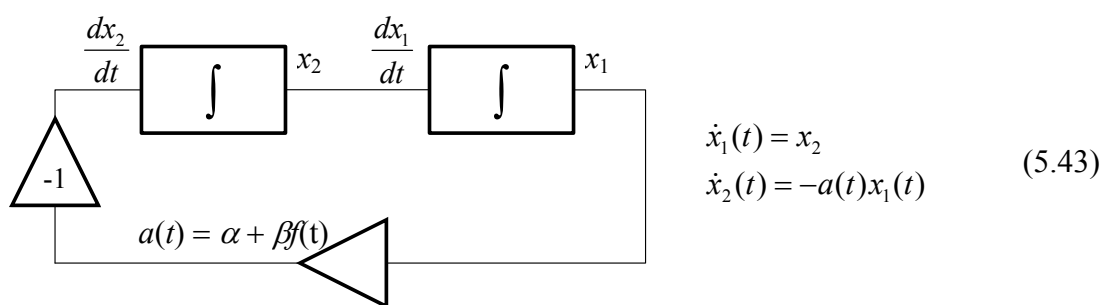 dx₂/dt ∫ x₂ dx₁/dt ∫ x₁
ẋ₁(t) = x₂
ẋ₂(t) = −a(t)x₁(t)
(5.43)
-1
a(t) = α + βf(t)